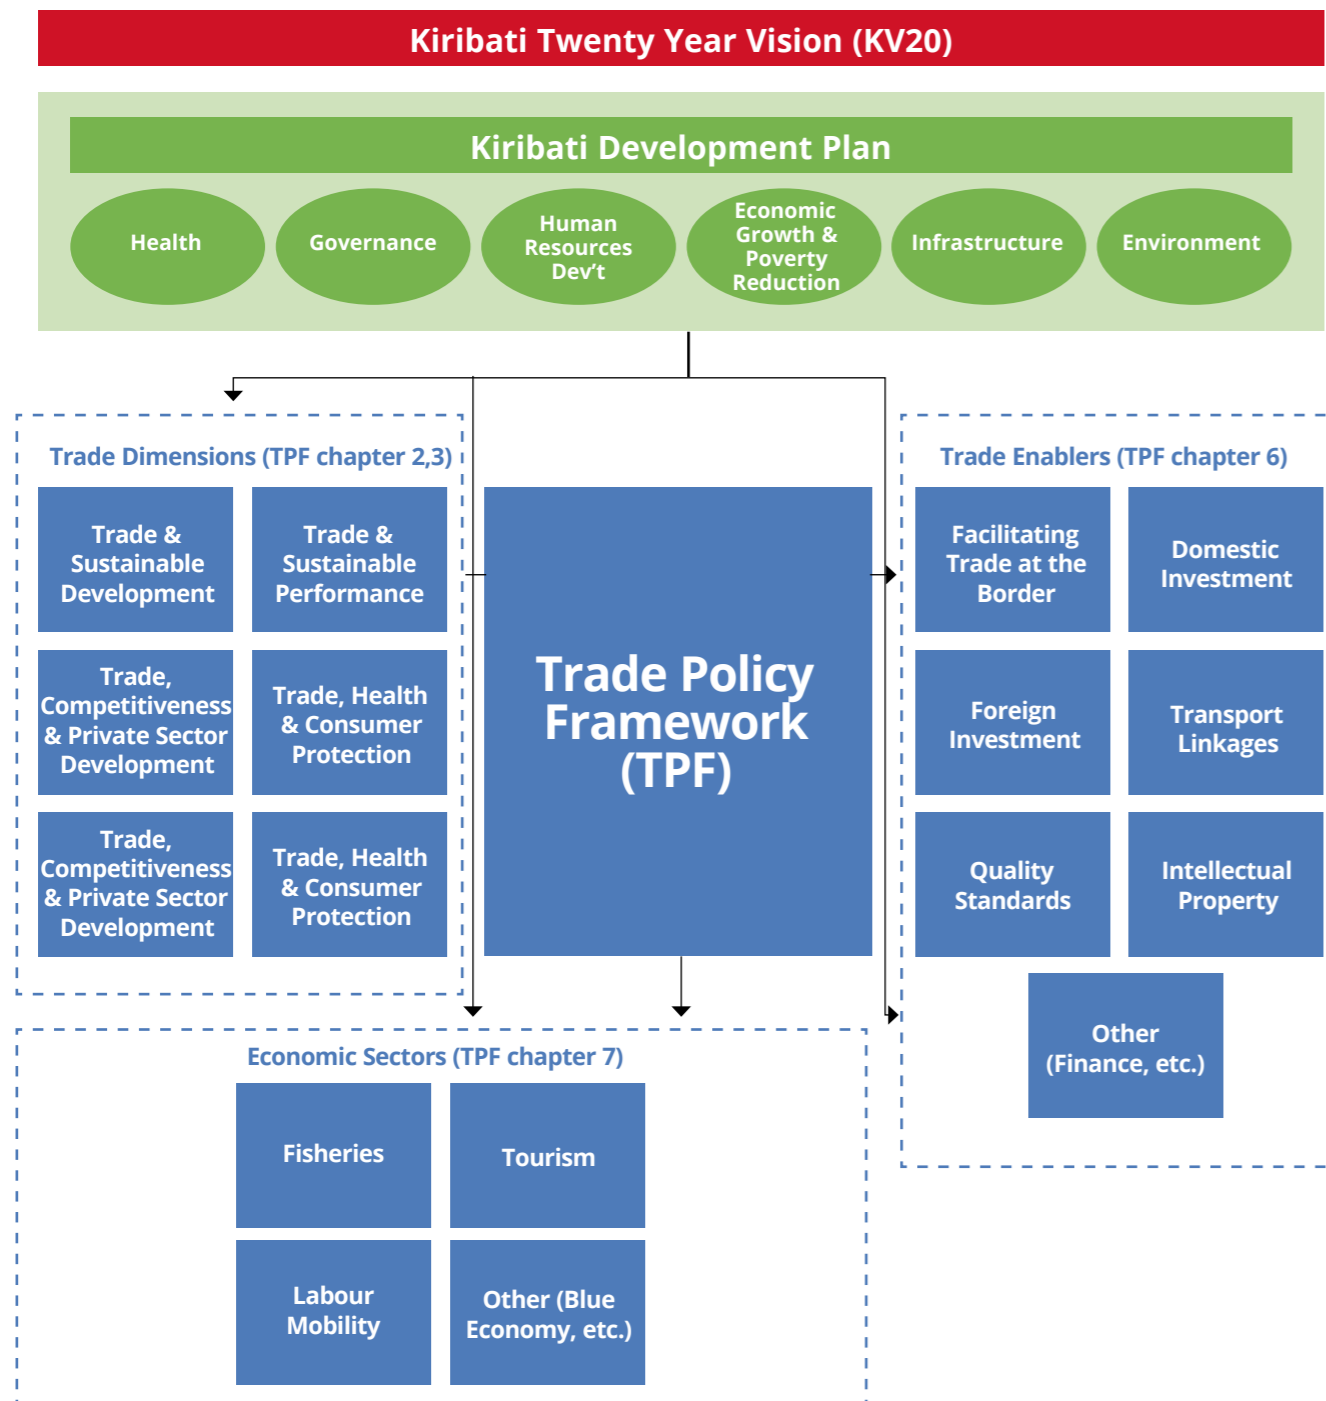 Kiribati Twenty Year Vision (KV20)
Kiribati Development Plan
Health
Governance
Human
Resources
Dev’t
Economic
Growth &
Poverty
Reduction
Infrastructure
Environment
Trade Dimensions (TPF chapter 2,3)
Trade &
Sustainable
Development
Trade &
Sustainable
Performance
Trade,
Competitiveness
& Private Sector
Development
Trade, Health
& Consumer
Protection
Trade,
Competitiveness
& Private Sector
Development
Trade, Health
& Consumer
Protection
Trade Policy
Framework
(TPF)
Trade Enablers (TPF chapter 6)
Facilitating
Trade at the
Border
Domestic
Investment
Foreign
Investment
Transport
Linkages
Quality
Standards
Intellectual
Property
Other
(Finance, etc.)
Economic Sectors (TPF chapter 7)
Fisheries
Tourism
Labour
Mobility
Other (Blue
Economy, etc.)